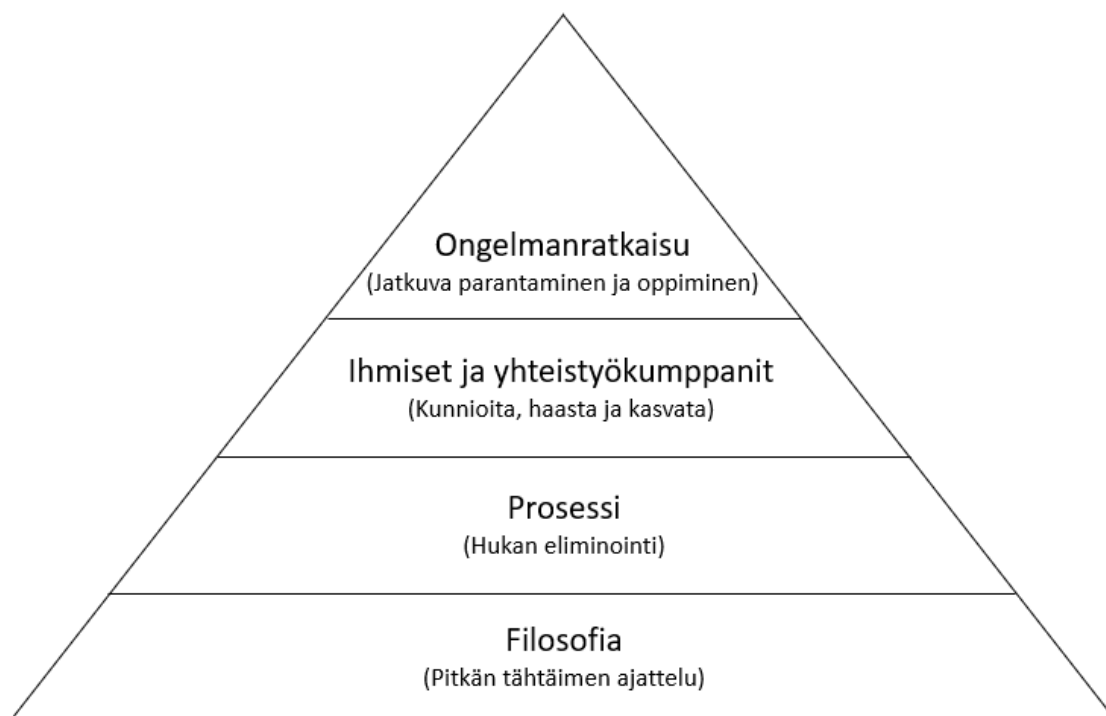 Ongelmanratkaisu
(Jatkuva parantaminen ja oppiminen)
Ihmiset ja yhteistyökumppanit
(Kunnioita, haasta ja kasvata)
Prosessi
(Hukan eliminointi)
Filosofia
(Pitkän tähtäimen ajattelu)